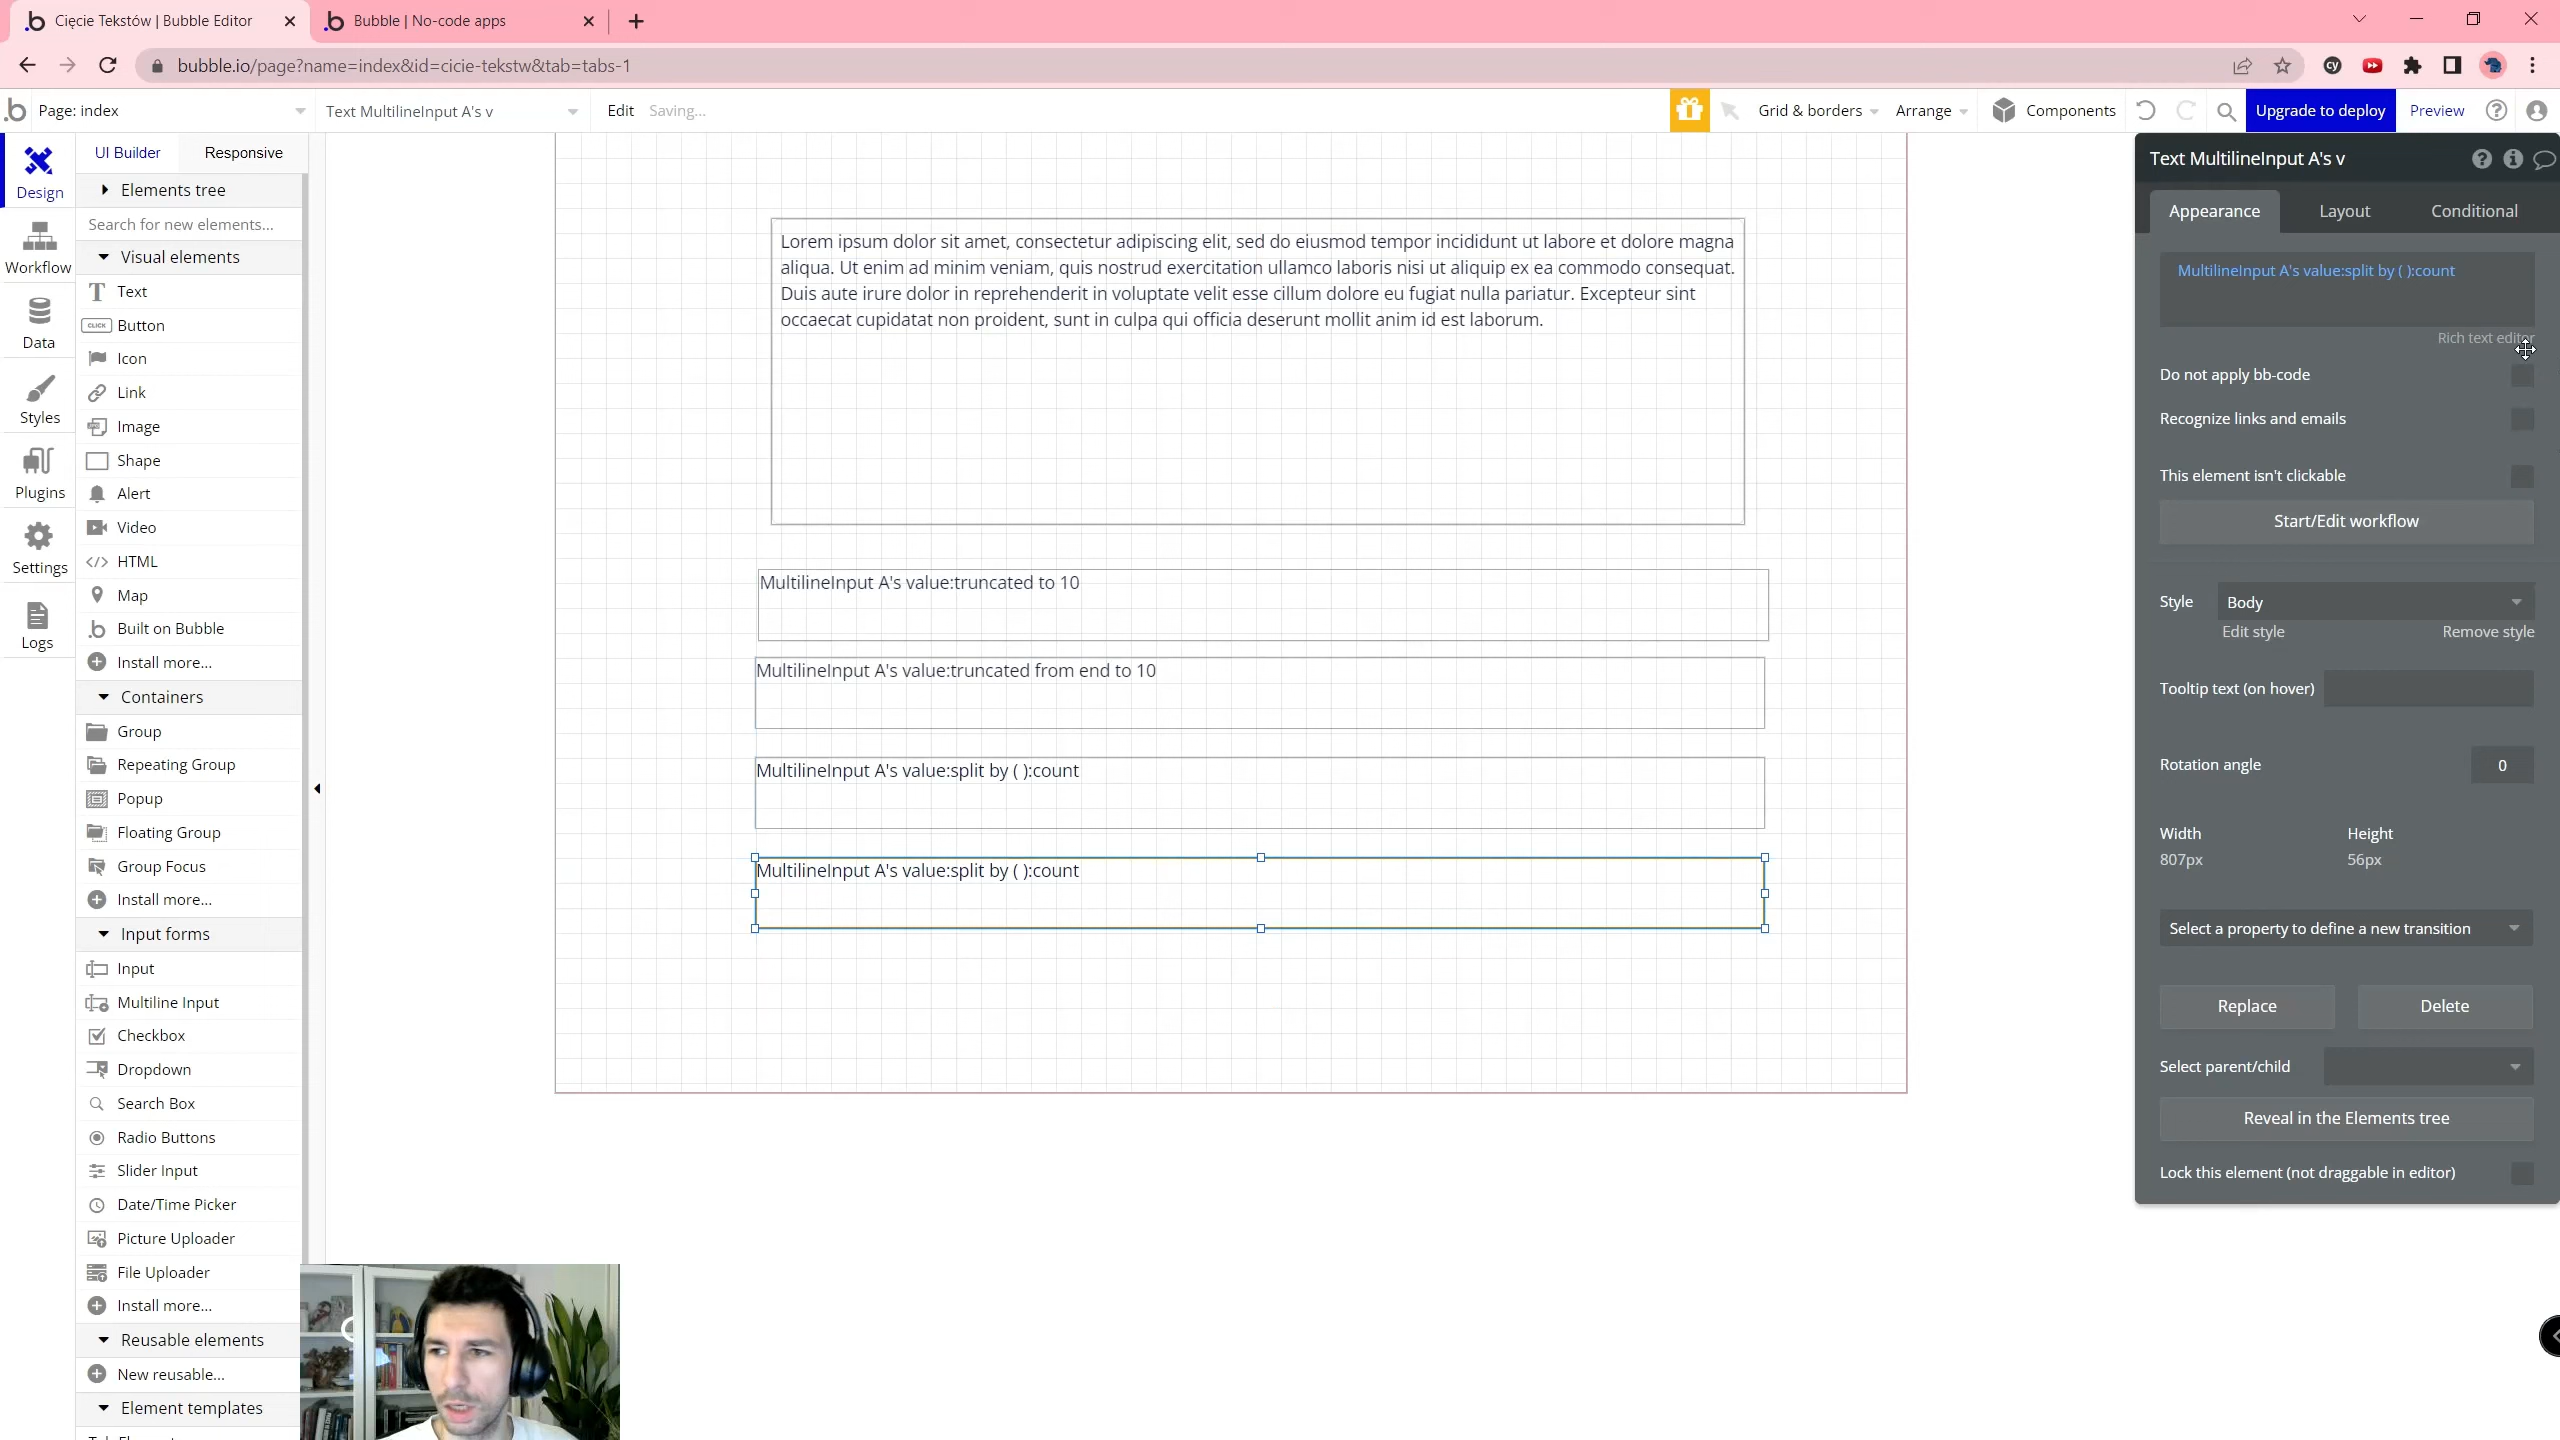 Cięcie Tekstów | Bubble Editor
Bubble | No-code apps
bubble.io/page?name=index&id=cicie-tekstw&tab=tabs-1
Page: index
Text MultilineInput A's v
Edit
Saving...
Grid & borders
Arrange
Components
Upgrade to deploy
Preview
Design
Workflow
Data
Styles
Plugins
Settings
Logs
UI Builder
Responsive
Elements tree
Search for new elements...
Visual elements
Text
CLICK
Button
Icon
Link
Image
Shape
Alert
Video
HTML
Map
Built on Bubble
Install more...
Containers
Group
Repeating Group
Popup
Floating Group
Group Focus
Install more...
Input forms
Input
Multiline Input
Checkbox
Dropdown
Search Box
Radio Buttons
Slider Input
Date/Time Picker
Picture Uploader
File Uploader
Install more...
Reusable elements
New reusable...
Element templates
Lorem ipsum dolor sit amet, consectetur adipiscing elit, sed do eiusmod tempor incididunt ut labore et dolore magna
aliqua. Ut enim ad minim veniam, quis nostrud exercitation ullamco laboris nisi ut aliquip ex ea commodo consequat.
Duis aute irure dolor in reprehenderit in voluptate velit esse cillum dolore eu fugiat nulla pariatur. Excepteur sint
occaecat cupidatat non proident, sunt in culpa qui officia deserunt mollit anim id est laborum.
MultilineInput A's value:truncated to 10
MultilineInput A's value:truncated from end to 10
MultilineInput A's value:split by ( ):count
MultilineInput A's value:split by ( ):count
Text MultilineInput A's v
Appearance
Layout
Conditional
MultilineInput A's value:split by ( ):count
Rich text editor
Do not apply bb-code
Recognize links and emails
This element isn't clickable
Start/Edit workflow
Style
Body
Edit style
Remove style
Tooltip text (on hover)
Rotation angle
0
Width
Height
807px
56px
Select a property to define a new transition
Replace
Delete
Select parent/child
Reveal in the Elements tree
Lock this element (not draggable in editor)